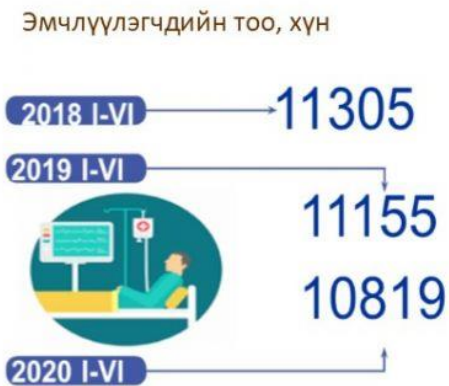 Эмчлүүлэгчдийн тоо, хүн
2018 I-VI
11305
2019 I-VI
11155
10819
2020 I-VI